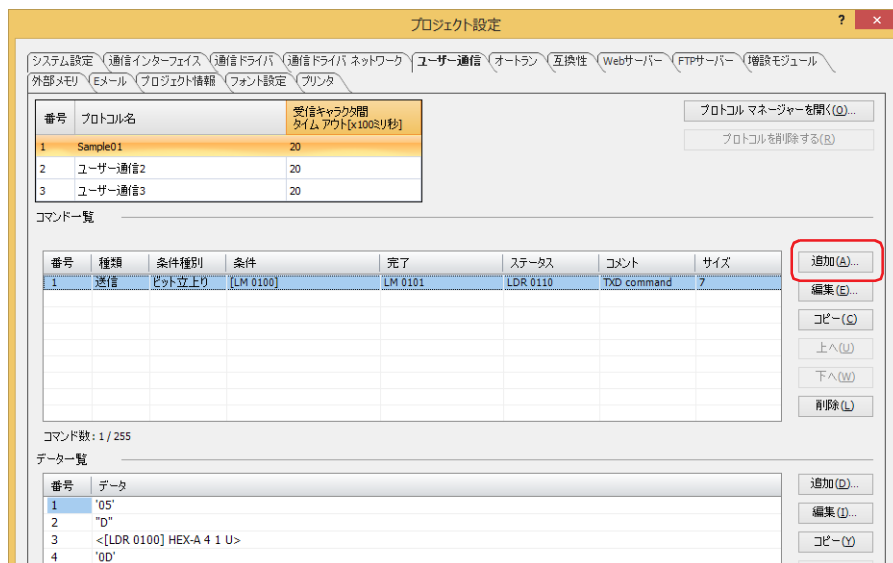 プロジェクト設定
? ×
システム設定 通信インターフェイス 通信ドライバ 通信ドライバ ネットワーク ユーザー通信 オートラン 互換性 Webサーバー FTPサーバー 増設モジュール
外部メモリ Eメール プロジェクト情報 フォント設定 プリンタ
番号 プロトコル名 受信キャラクタ間
タイム アウト[x100ミリ秒]
1 Sample01 20
2 ユーザー通信2 20
3 ユーザー通信3 20
プロトコル マネージャーを開く(O)...
プロトコルを削除する(R)
コマンド一覧
番号 種類 条件種別 条件 完了 ステータス コメント サイズ
1 送信 ビット立上り [LM 0100] LM 0101 LDR 0110 TXD command 7
追加(A)...
編集(E)...
コピー(C)
上へ(U)
下へ(W)
削除(L)
コマンド数: 1 / 255
データ一覧
番号 データ
1 '05'
2 "D"
3 <[LDR 0100] HEX-A 4 1 U>
4 '0D'
追加(D)...
編集(I)...
コピー(Y)